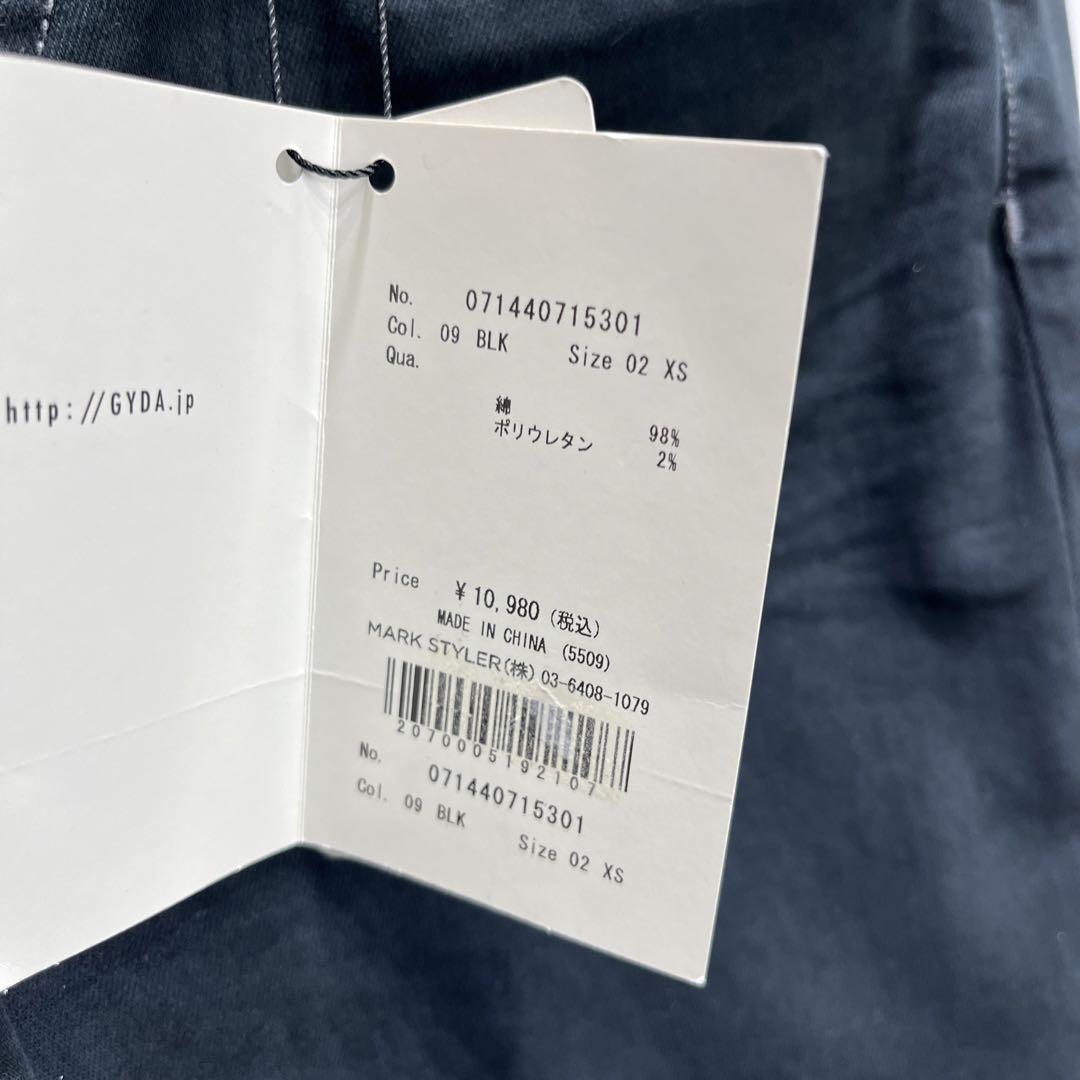 http://GYDA.jp
No. 071440715301
Col. 09 BLK Size 02 XS
Qua.
綿 98%
ポリウレタン 2%
Price ¥10,980 (税込)
MADE IN CHINA (5509)
MARK STYLER(株) 03-6408-1079
2070005192107
No. 071440715301
Col. 09 BLK Size 02 XS